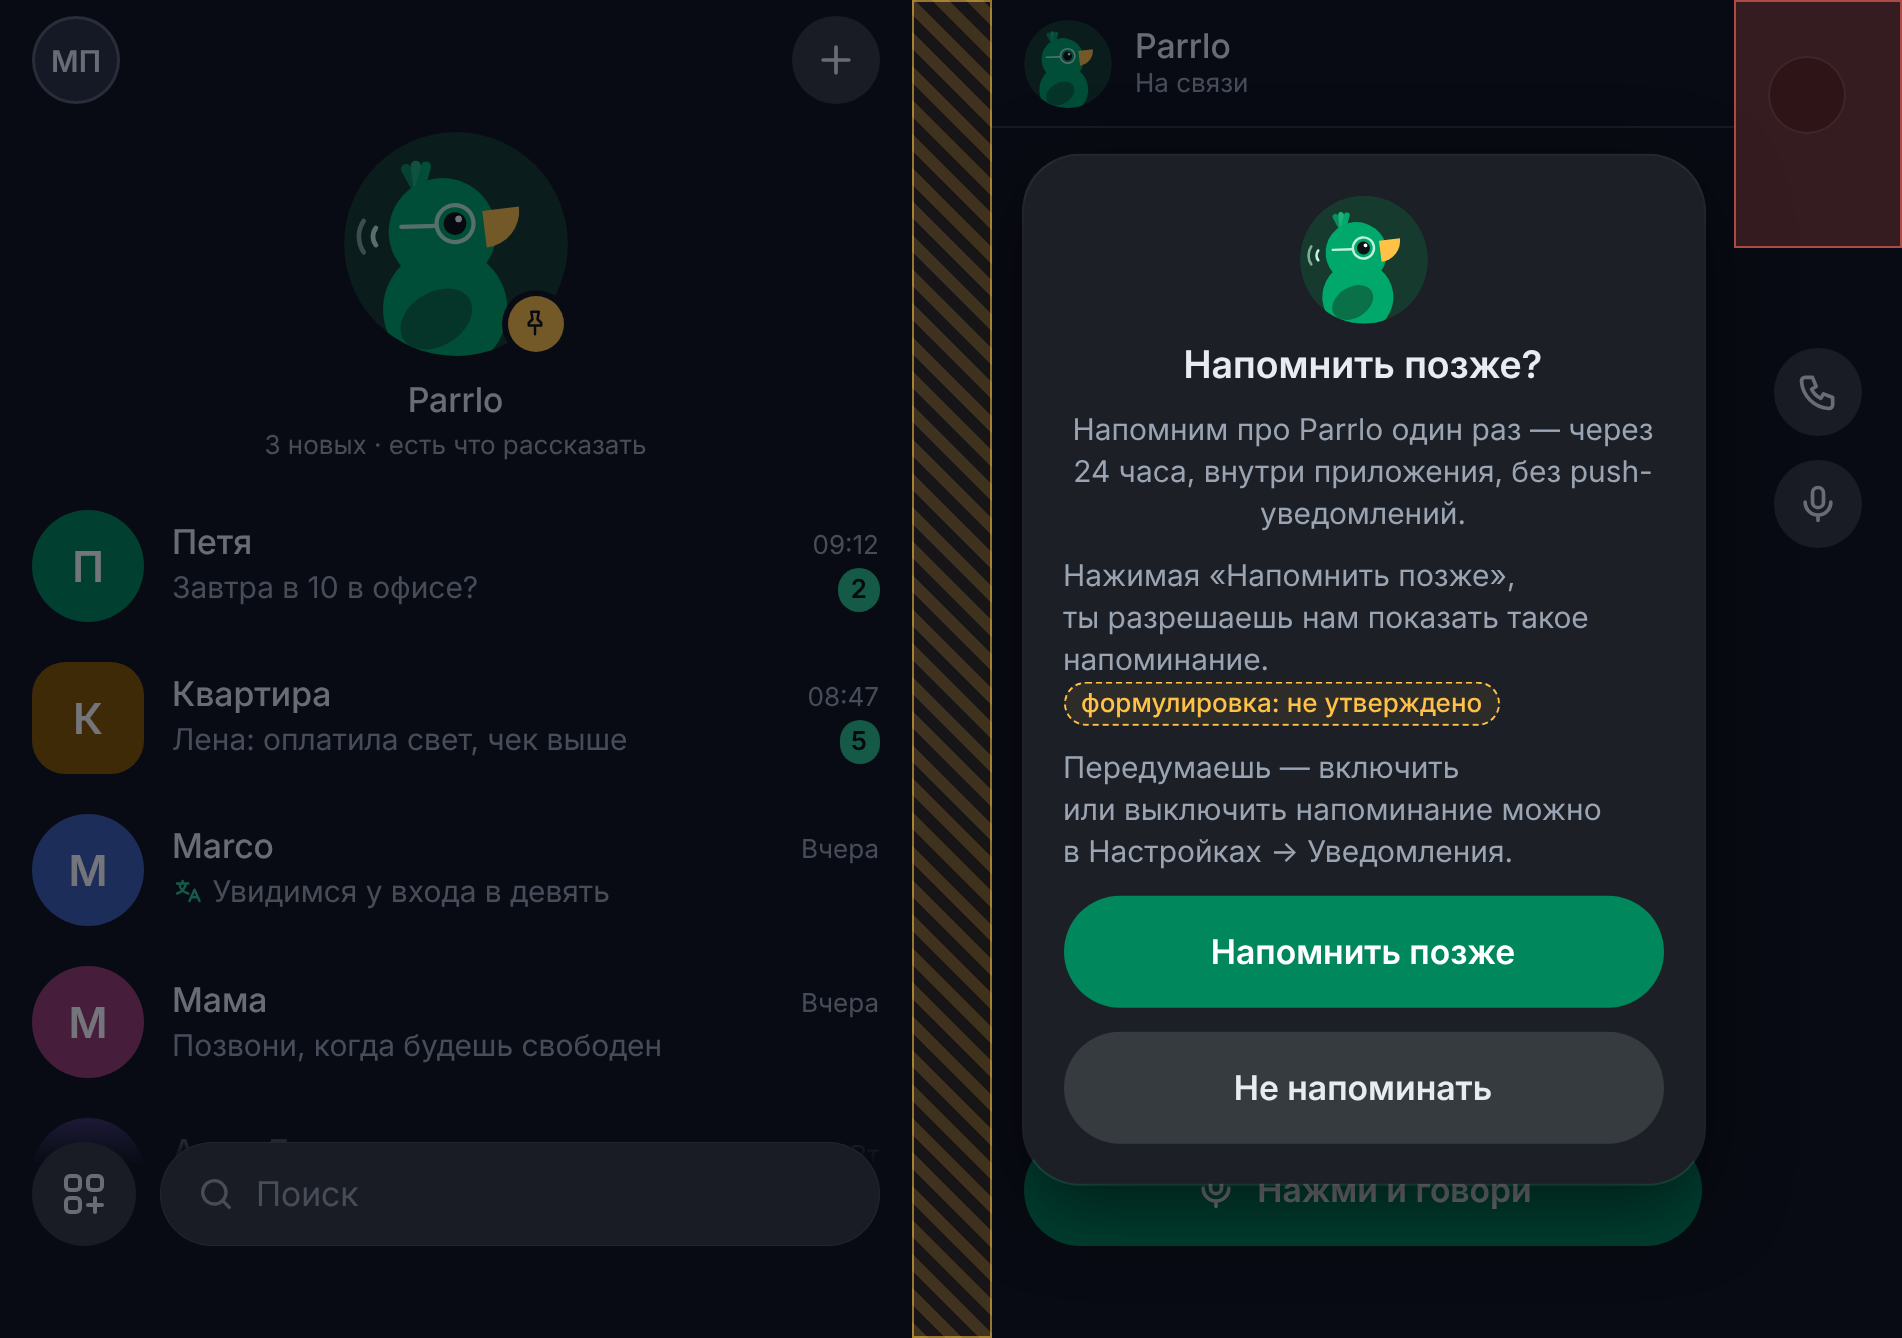 МП
Parrlo
3 новых · есть что рассказать
Петя
09:12
Завтра в 10 в офисе?
2
К
Квартира
08:47
Лена: оплатила свет, чек выше
5
М
Marco
Вчера
Увидимся у входа в девять
М
Мама
Вчера
Позвони, когда будешь свободен
Поиск
Parrlo
На связи
Напомнить позже?
Напомним про Parrlo один раз — через
24 часа, внутри приложения, без push-
уведомлений.
Нажимая «Напомнить позже»,
ты разрешаешь нам показать такое
напоминание.
формулировка: не утверждено
Передумаешь — включить
или выключить напоминание можно
в Настройках → Уведомления.
Напомнить позже
Не напоминать
Нажми и говори